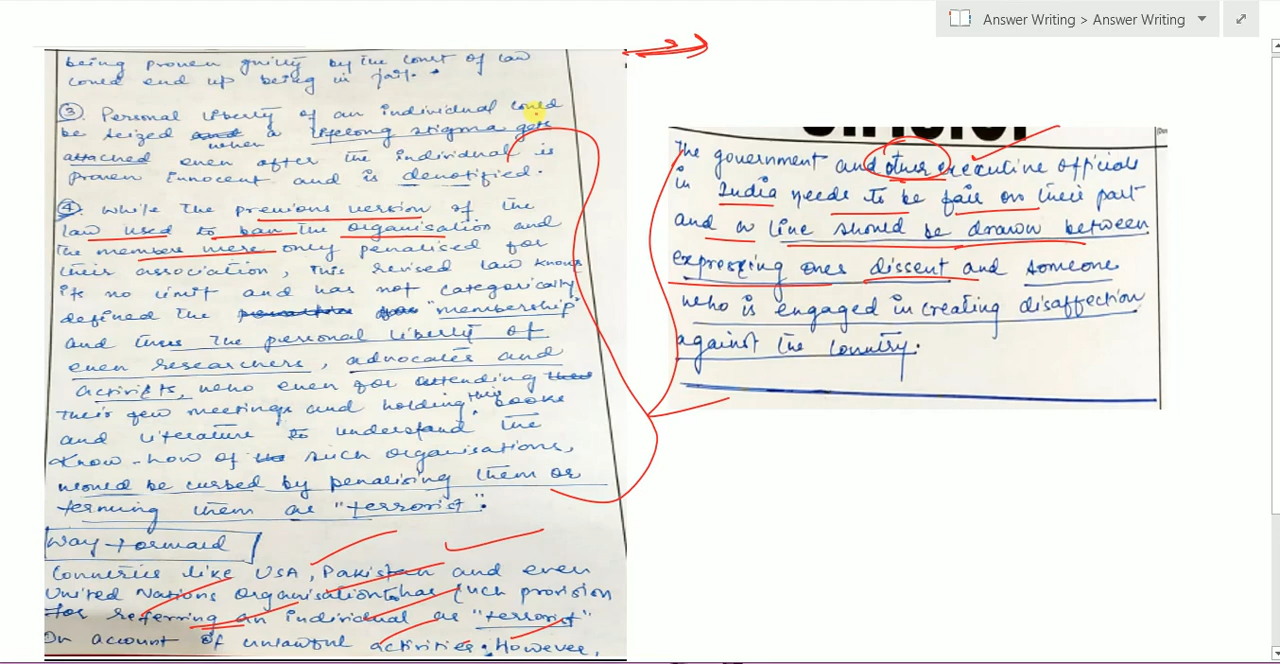 Answer Writing > Answer Writing
being proven guilty by the court of law
could end up being in jail.
③ Personal liberty of an individual could
be seized and a lifelong stigma gets
when
attached even after the individual is
proven innocent and is denotified.
④. While the previous version of the
law used to ban the organisation and
the members were only penalised for
their association, this revised law knows
its no limit and has not categorically
defined the "membership"
and thus the personal liberty of
even researchers, advocates and
activists, who even for attending
their few meetings and holding their books
and literature to understand the
know-how of such organisations,
would be curbed by penalising them or
terming them as "terrorist".
Way forward
Countries like USA, Pakistan and even
United Nations Organisation has such provision
for referring an individual as "terrorist"
on account of unlawful activities. However,
The government and other executive officials
in India needs to be fair on their part
and a line should be drawn between
expressing ones dissent and someone
who is engaged in creating disaffection
against the country.